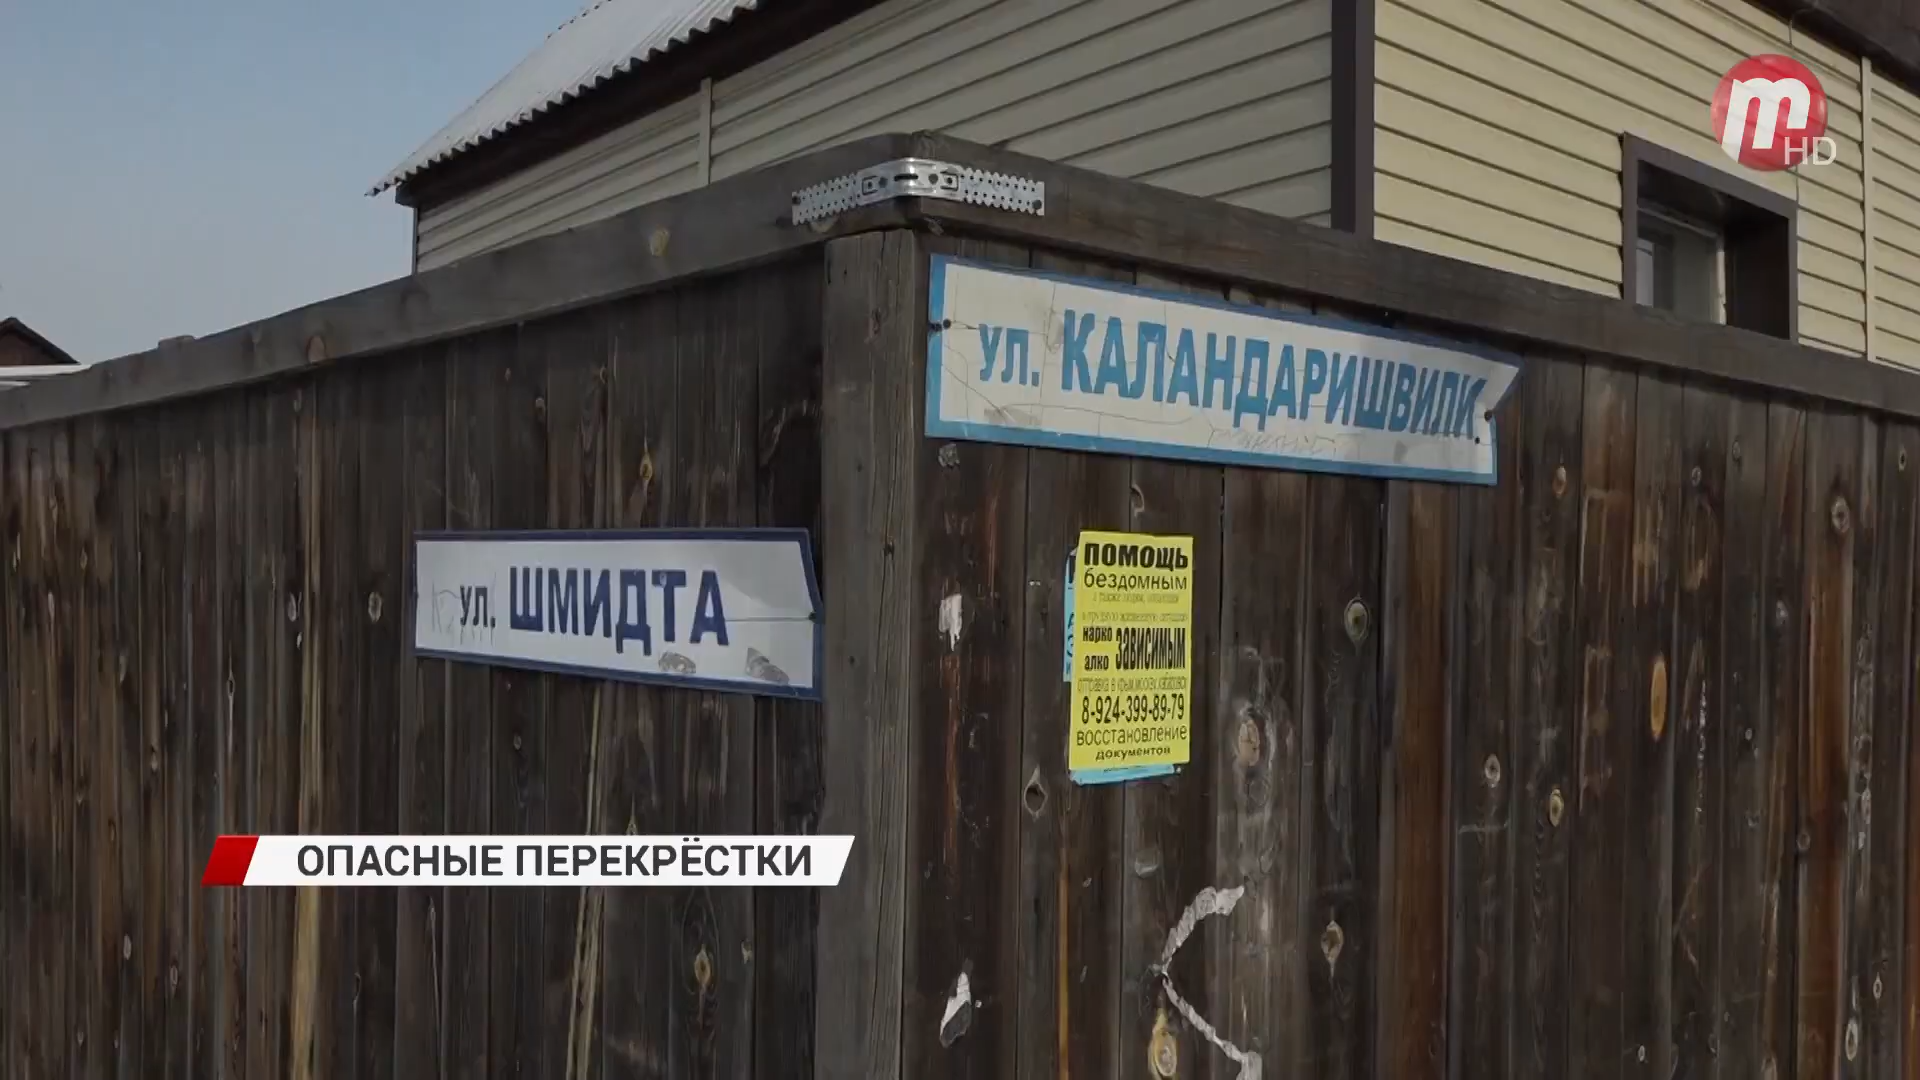 m HD
ул. КАЛАНДАРИШВИЛИ
ул. ШМИДТА
ПОМОЩЬ
бездомным
нарко
алко ЗАВИСИМЫМ
8-924-399-89-79
восстановление
документов
ОПАСНЫЕ ПЕРЕКРЁСТКИ